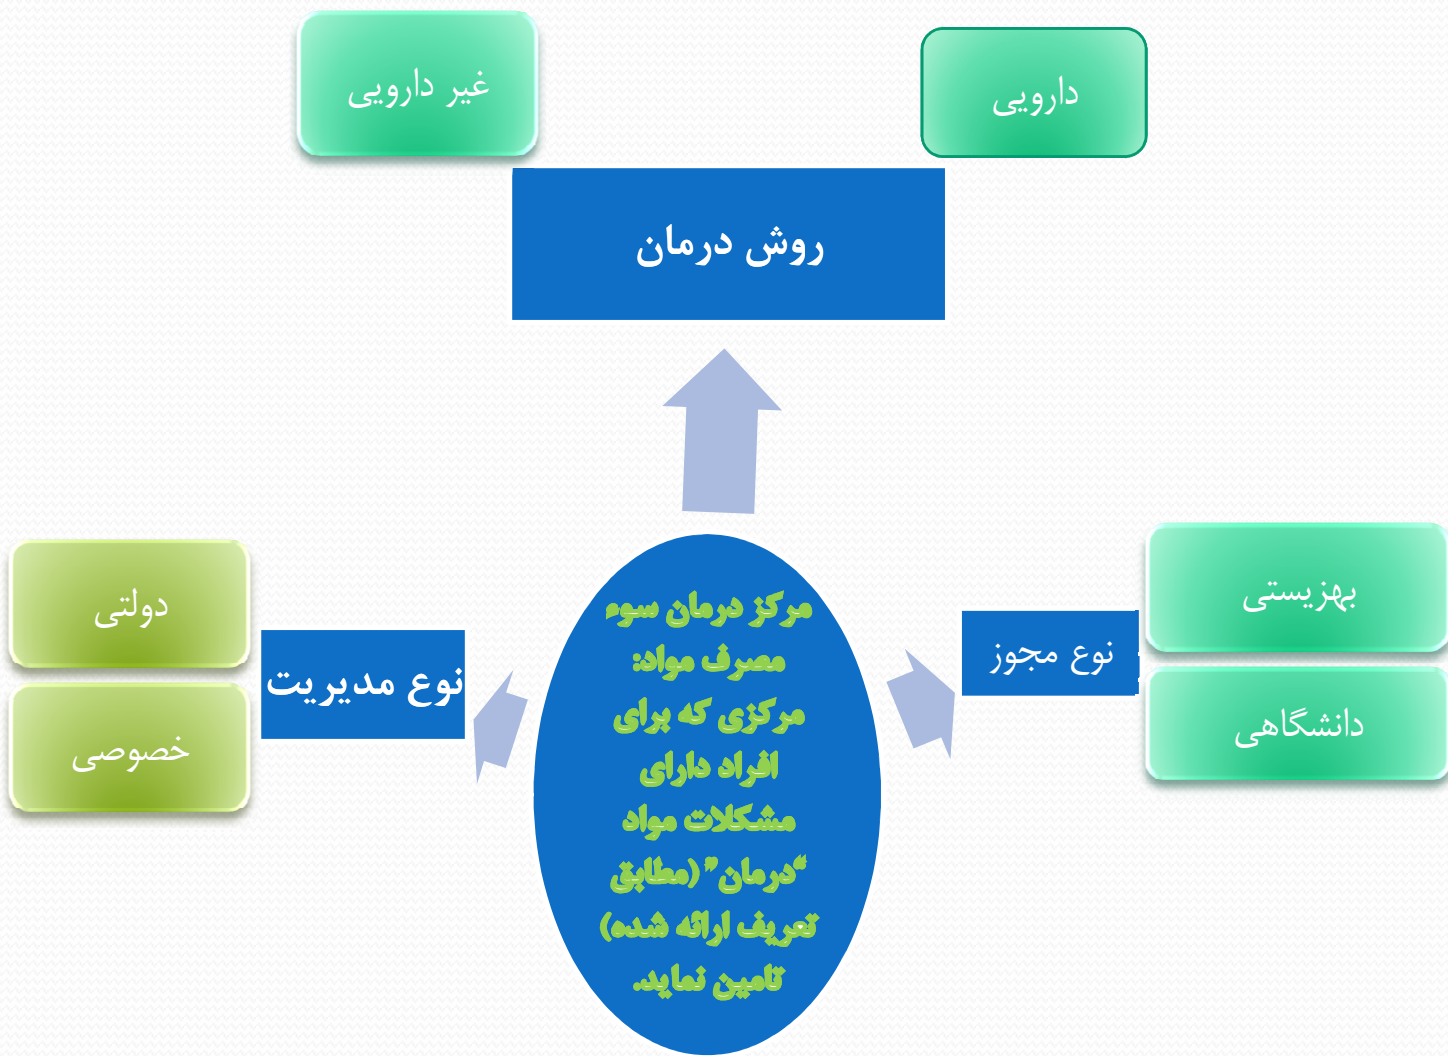 غیر دارویی
دارویی
روش درمان
دولتی
خصوصی
نوع مدیریت
بهزیستی
دانشگاهی
نوع مجوز
مرکز درمان سوء
مصرف مواد:
مرکزی که برای
افراد دارای
مشکلات مواد
“درمان” (مطابق
تعریف ارائه شده)
تامین نماید.